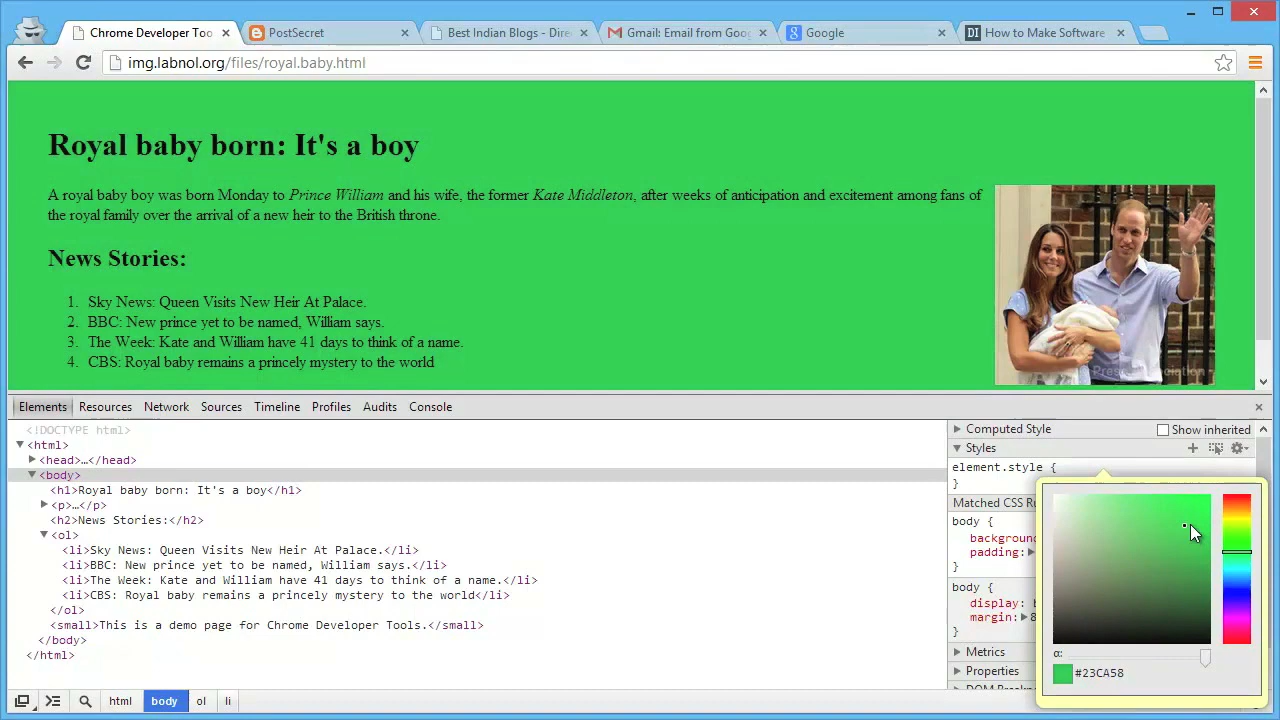 Chrome Developer Too
PostSecret
Best Indian Blogs - Dire
Gmail: Email from Goog
Google
DI How to Make Software
img.labnol.org/files/royal.baby.html
Royal baby born: It's a boy
A royal baby boy was born Monday to Prince William and his wife, the former Kate Middleton, after weeks of anticipation and excitement among fans of
the royal family over the arrival of a new heir to the British throne.
News Stories:
1. Sky News: Queen Visits New Heir At Palace.
2. BBC: New prince yet to be named, William says.
3. The Week: Kate and William have 41 days to think of a name.
4. CBS: Royal baby remains a princely mystery to the world
Press Association
Elements Resources Network Sources Timeline Profiles Audits Console
<!DOCTYPE html>
<html>
<head>…</head>
<body>
<h1>Royal baby born: It's a boy</h1>
<p>…</p>
<h2>News Stories:</h2>
<ol>
<li>Sky News: Queen Visits New Heir At Palace.</li>
<li>BBC: New prince yet to be named, William says.</li>
<li>The Week: Kate and William have 41 days to think of a name.</li>
<li>CBS: Royal baby remains a princely mystery to the world</li>
</ol>
<small>This is a demo page for Chrome Developer Tools.</small>
</body>
</html>
Computed Style Show inherited
Styles
element.style {
}
Matched CSS Ru
body {
background
padding:
}
body {
display: b
margin: 8
}
Metrics
Properties
α:
#23CA58
html body ol li